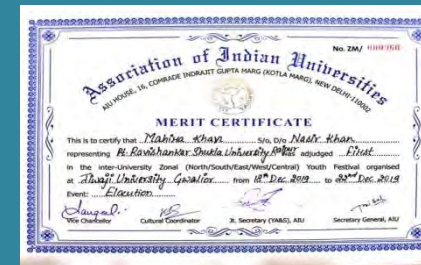 No. ZM/
Association of Indian Universities
AIU HOUSE, 16, COMRADE INDRAJIT GUPTA MARG (KOTLA MARG), NEW DELHI-110002
MERIT CERTIFICATE
This is to certify that Mahima Khan S/o, D/o Nasir Khan
representing Pt. Ravishankar Shukla University Raipur was adjudged First
in the Inter-University Zonal (North/South/East/West/Central) Youth Festival organised
at Jiwaji University Gwalior from 18th Dec. 2019 to 22nd Dec. 2019
Event: Elocution
Vice Chancellor Cultural Coordinator Jt. Secretary (YA&S), AIU Secretary General, AIU